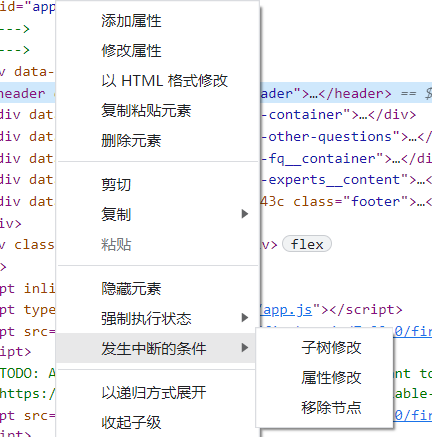 id="app
--->
--->
v data-
header
ader">…</header> == $
div dat
-container">…</div>
div dat
-other-questions">…
div dat
-fq__container">…</di
div dat
-experts__content">…<
div dat
43c class="footer">…<
iv>
v class
v> flex
>
pt inli
pt type
/app.js"></script>
pt src=
ript>
TODO: A
nt to
https:/
able-
pt src=
ript>
添加属性
修改属性
以 HTML 格式修改
复制粘贴元素
删除元素
剪切
复制
粘贴
隐藏元素
强制执行状态
发生中断的条件
以递归方式展开
收起子级
子树修改
属性修改
移除节点